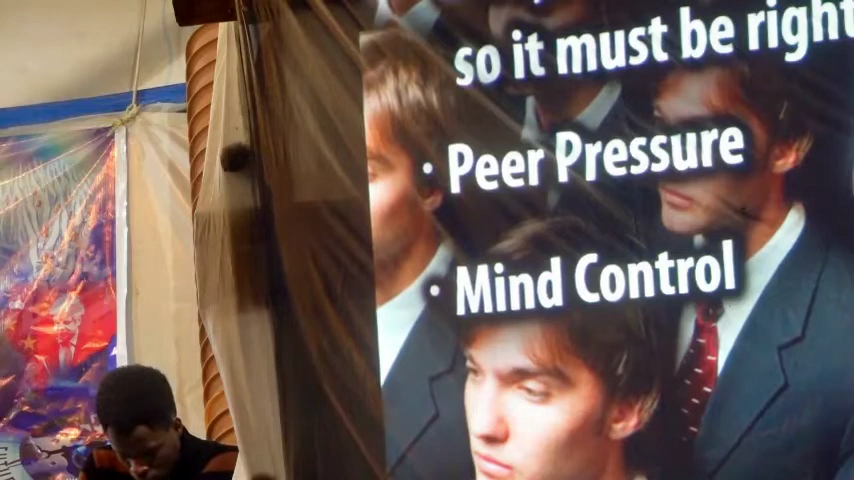 so it must be right
· Peer Pressure
· Mind Control